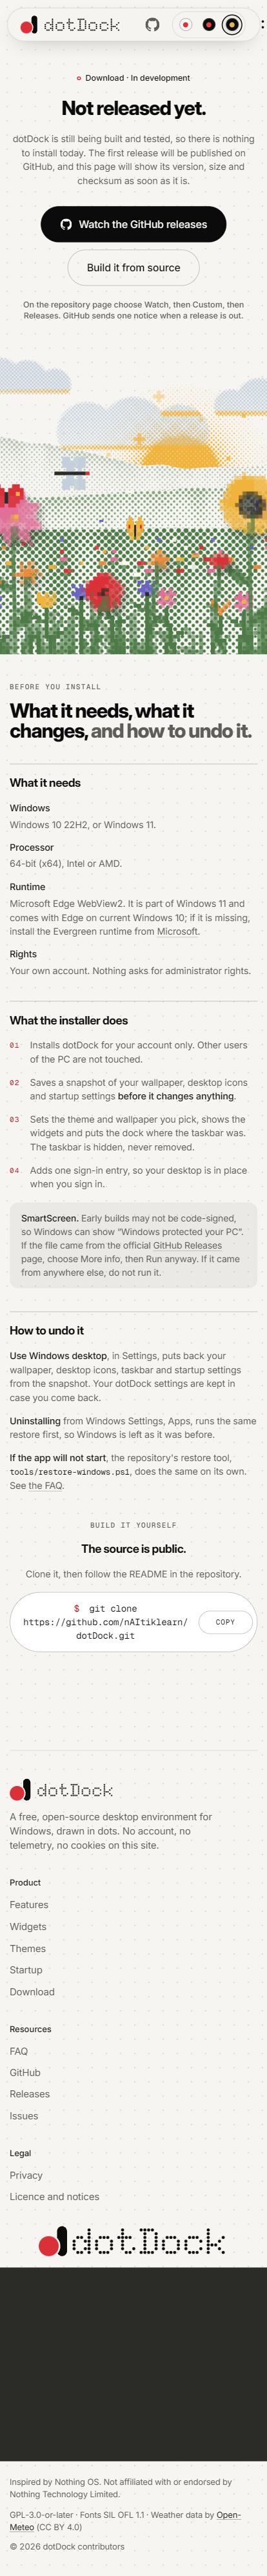 dotDock
Download · In development
Not released yet.
dotDock is still being built and tested, so there is nothing
to install today. The first release will be published on
GitHub, and this page will show its version, size and
checksum as soon as it is.
Watch the GitHub releases
Build it from source
On the repository page choose Watch, then Custom, then
Releases. GitHub sends one notice when a release is out.
BEFORE YOU INSTALL
What it needs, what it
changes, and how to undo it.
What it needs
Windows
Windows 10 22H2, or Windows 11.
Processor
64-bit (x64), Intel or AMD.
Runtime
Microsoft Edge WebView2. It is part of Windows 11 and
comes with Edge on current Windows 10; if it is missing,
install the Evergreen runtime from Microsoft.
Rights
Your own account. Nothing asks for administrator rights.
What the installer does
01 Installs dotDock for your account only. Other users
of the PC are not touched.
02 Saves a snapshot of your wallpaper, desktop icons
and startup settings before it changes anything.
03 Sets the theme and wallpaper you pick, shows the
widgets and puts the dock where the taskbar was.
The taskbar is hidden, never removed.
04 Adds one sign-in entry, so your desktop is in place
when you sign in.
SmartScreen. Early builds may not be code-signed,
so Windows can show "Windows protected your PC".
If the file came from the official GitHub Releases
page, choose More info, then Run anyway. If it came
from anywhere else, do not run it.
How to undo it
Use Windows desktop, in Settings, puts back your
wallpaper, desktop icons, taskbar and startup settings
from the snapshot. Your dotDock settings are kept in
case you come back.
Uninstalling from Windows Settings, Apps, runs the same
restore first, so Windows is left as it was before.
If the app will not start, the repository's restore tool,
tools/restore-windows.ps1, does the same on its own.
See the FAQ.
BUILD IT YOURSELF
The source is public.
Clone it, then follow the README in the repository.
$ git clone
https://github.com/nAItiklearn/
dotDock.git
COPY
dotDock
A free, open-source desktop environment for
Windows, drawn in dots. No account, no
telemetry, no cookies on this site.
Product
Features
Widgets
Themes
Startup
Download
Resources
FAQ
GitHub
Releases
Issues
Legal
Privacy
Licence and notices
dotDock
Inspired by Nothing OS. Not affiliated with or endorsed by
Nothing Technology Limited.
GPL-3.0-or-later · Fonts SIL OFL 1.1 · Weather data by Open-
Meteo (CC BY 4.0)
© 2026 dotDock contributors